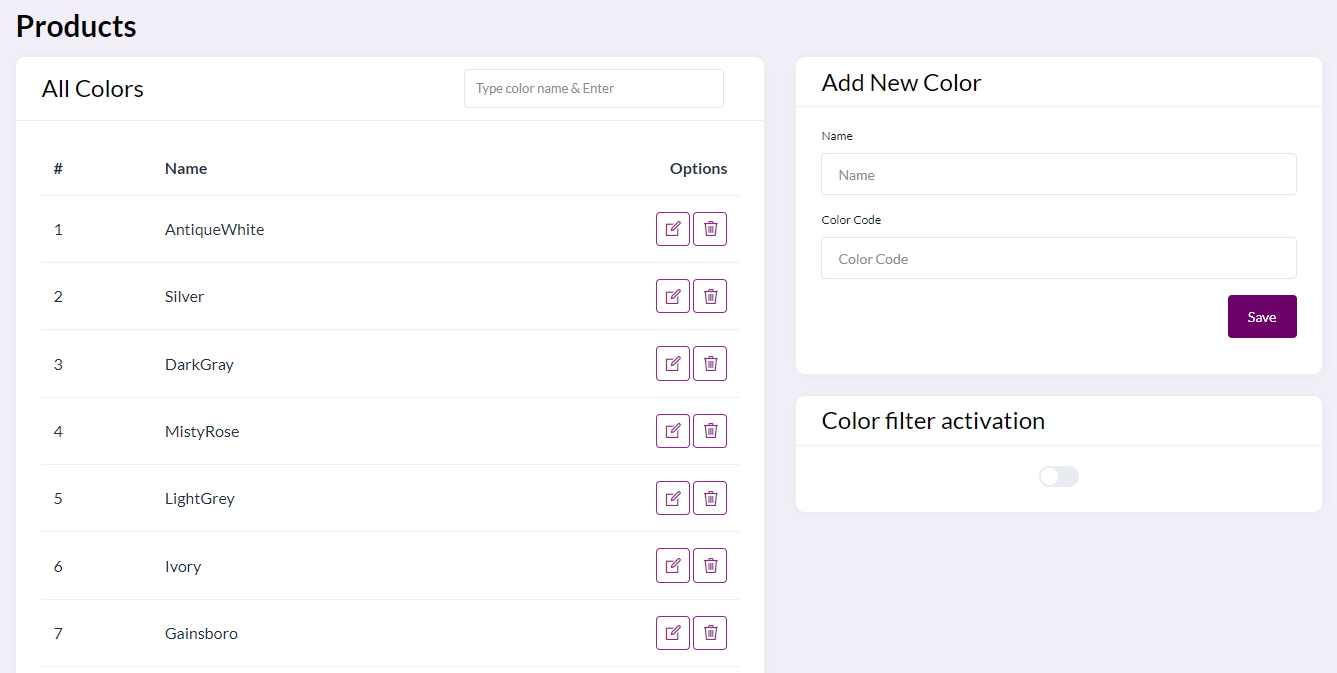 Products
All Colors
Type color name & Enter
# Name Options
1 AntiqueWhite
2 Silver
3 DarkGray
4 MistyRose
5 LightGrey
6 Ivory
7 Gainsboro
Add New Color
Name
Name
Color Code
Color Code
Save
Color filter activation